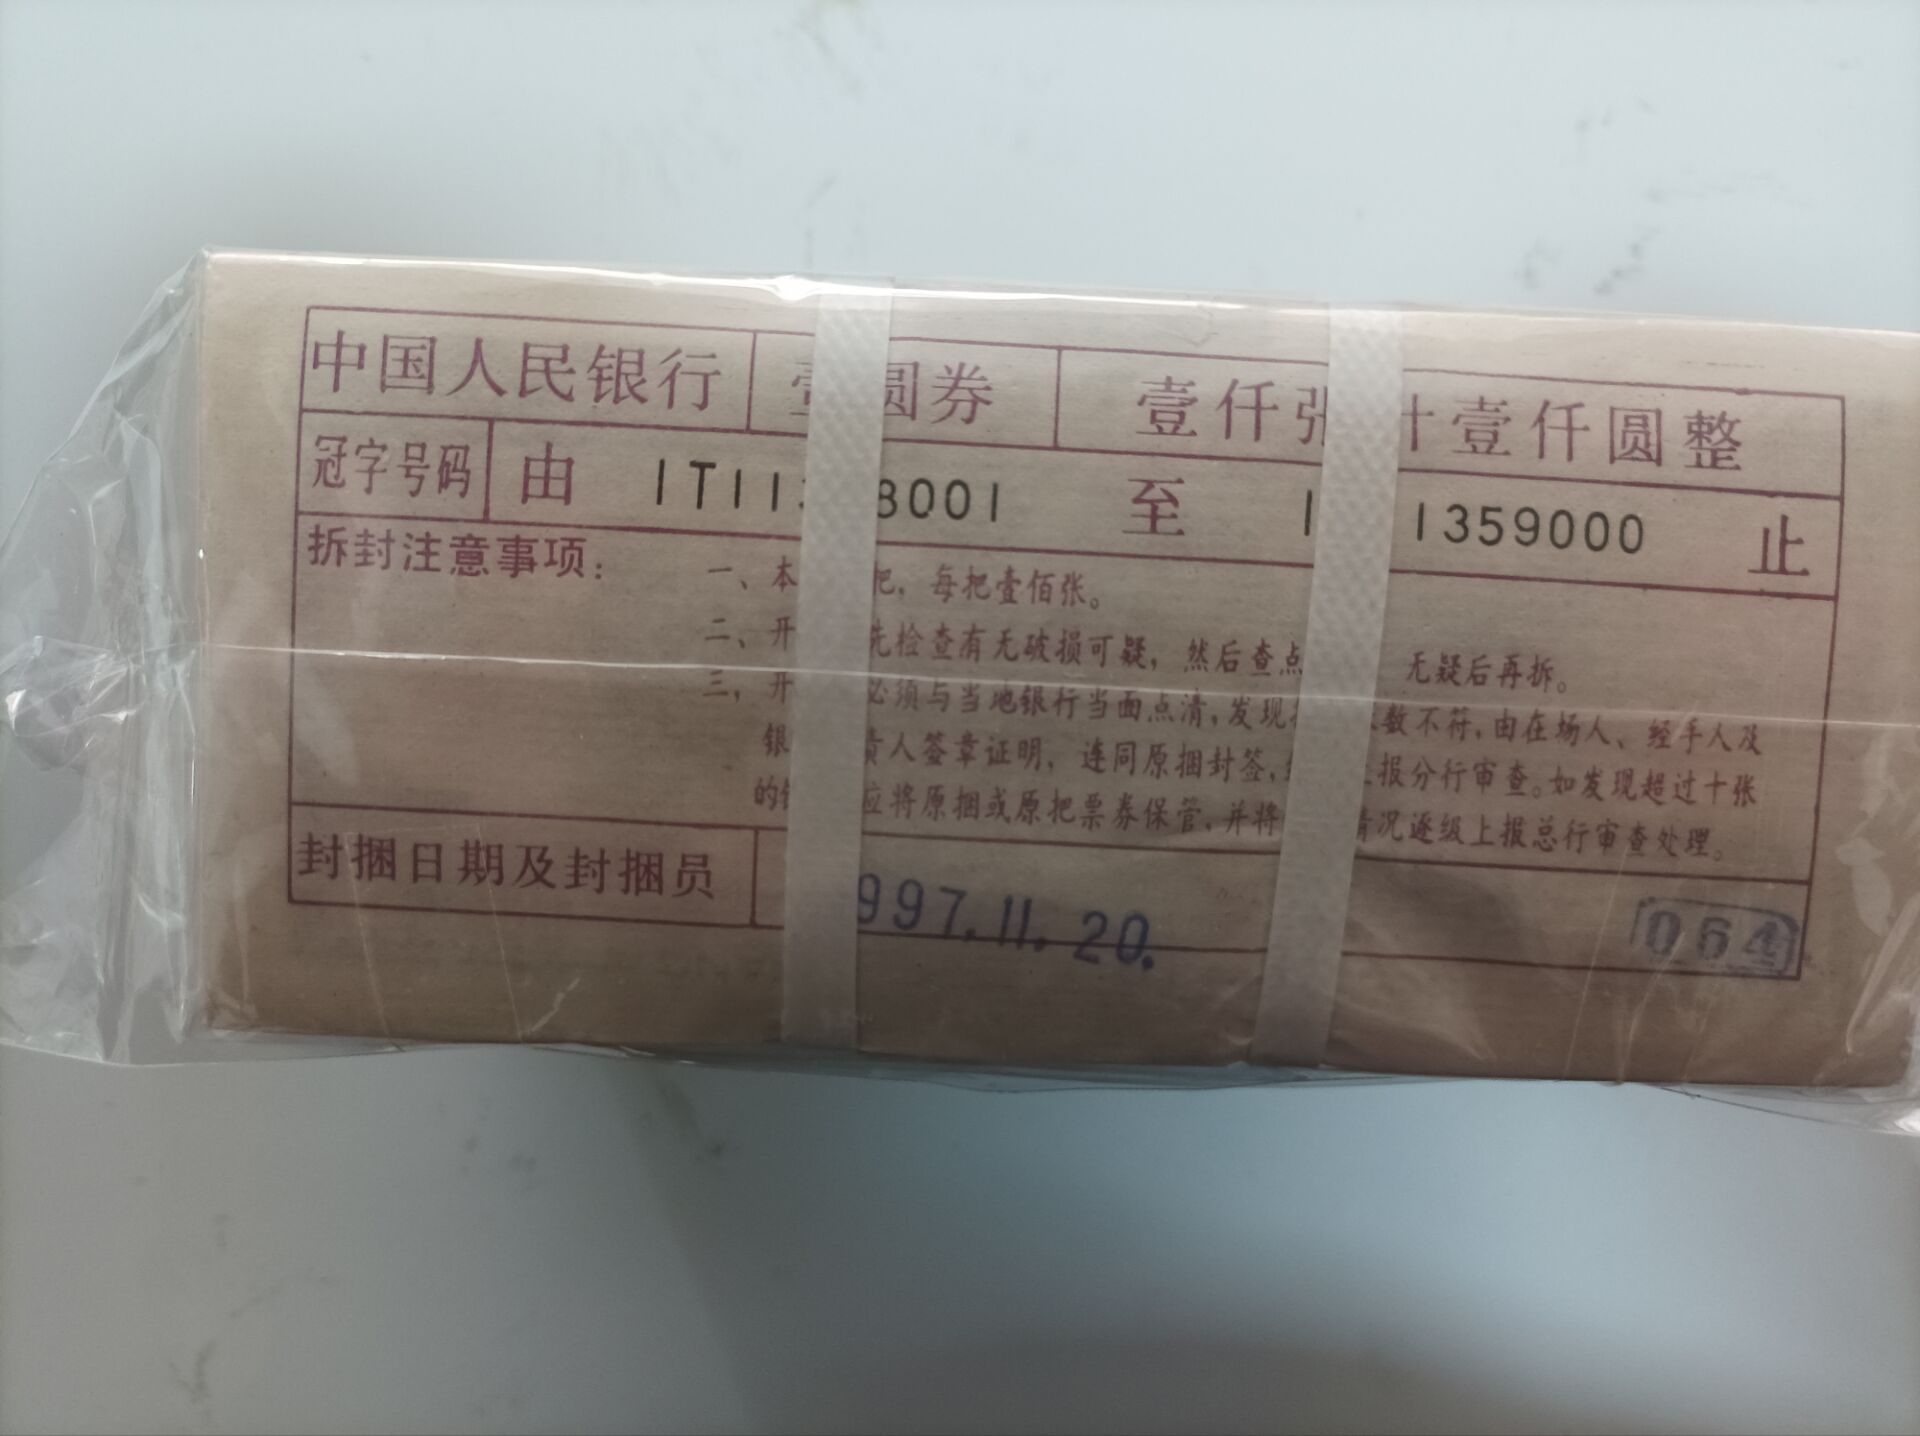 中国人民银行 圆券 壹仟张 计壹仟圆整
冠字号码 由 1T11 8001 至 1 1359000 止
拆封注意事项: 一、本 把,每把壹佰张。
二、开 先检查有无破损可疑,然后查点 无疑后再拆。
三、开 必须与当地银行当面点清,发现 数不符,由在场人、经手人及
银 责人签章证明,连同原捆封签, 上报分行审查。如发现超过十张
的 应将原捆或原把票券保管,并将 情况逐级上报总行审查处理。
封捆日期及封捆员 997.11.20. 064